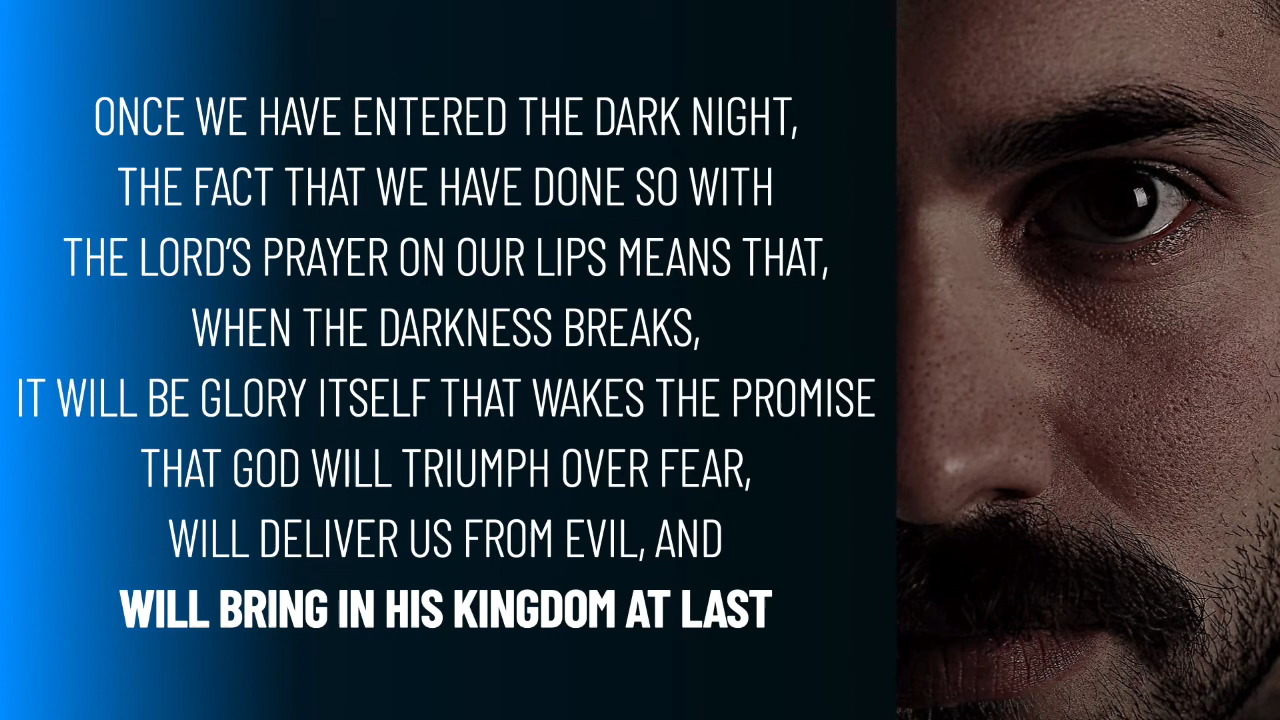 ONCE WE HAVE ENTERED THE DARK NIGHT,
THE FACT THAT WE HAVE DONE SO WITH
THE LORD’S PRAYER ON OUR LIPS MEANS THAT,
WHEN THE DARKNESS BREAKS,
IT WILL BE GLORY ITSELF THAT WAKES THE PROMISE
THAT GOD WILL TRIUMPH OVER FEAR,
WILL DELIVER US FROM EVIL, AND
WILL BRING IN HIS KINGDOM AT LAST